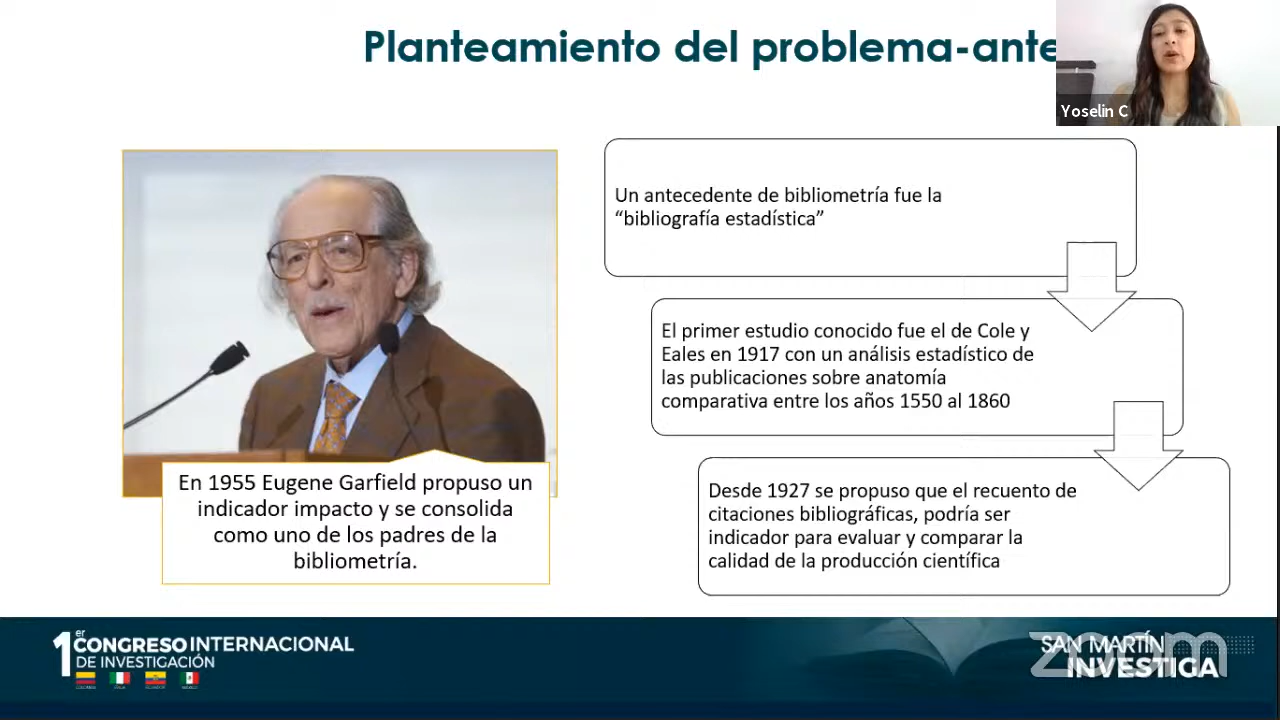 Planteamiento del problema-ante
Yoselin C
Un antecedente de bibliometría fue la
“bibliografía estadística”
El primer estudio conocido fue el de Cole y
Eales en 1917 con un análisis estadístico de
las publicaciones sobre anatomía
comparativa entre los años 1550 al 1860
Desde 1927 se propuso que el recuento de
citaciones bibliográficas, podría ser
indicador para evaluar y comparar la
calidad de la producción científica
En 1955 Eugene Garfield propuso un
indicador impacto y se consolida
como uno de los padres de la
bibliometría.
1er CONGRESO INTERNACIONAL
DE INVESTIGACIÓN
SAN MARTÍN
INVESTIGA
zoom